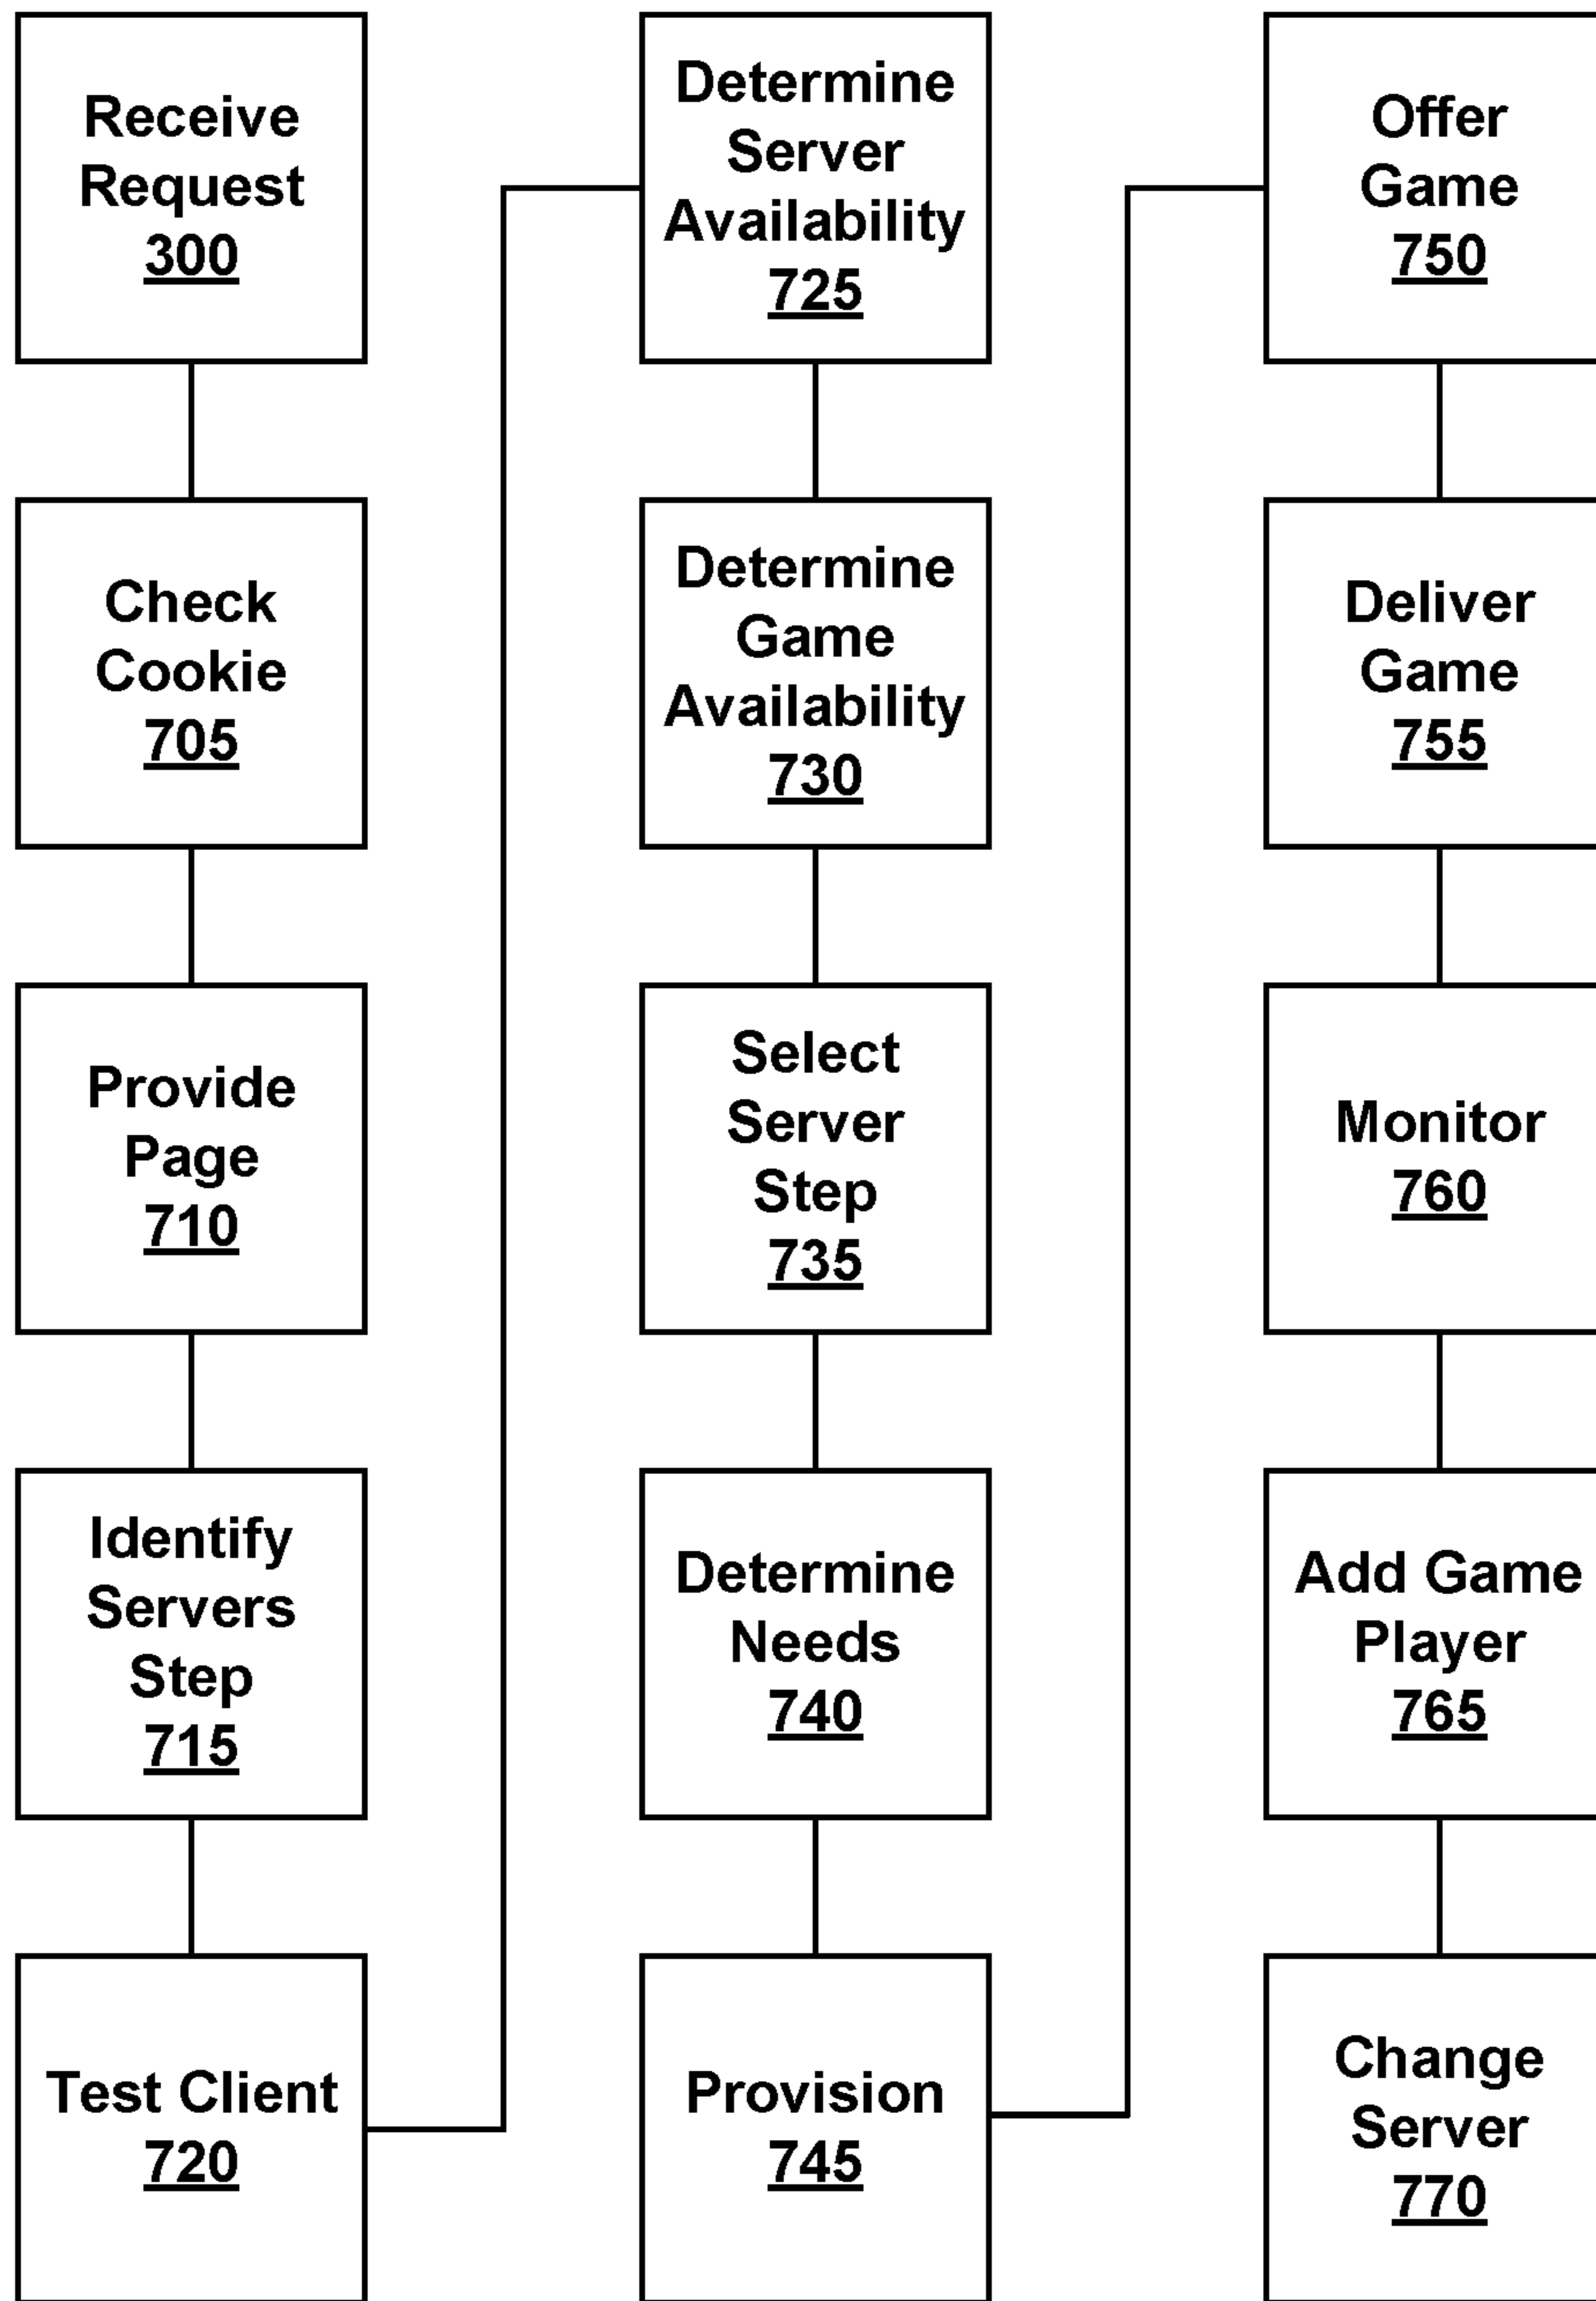 Receive
Request
300
Check
Cookie
705
Provide
Page
710
Identify
Servers
Step
715
Test Client
720
Determine
Server
Availability
725
Determine
Game
Availability
730
Select
Server
Step
735
Determine
Needs
740
Provision
745
Offer
Game
750
Deliver
Game
755
Monitor
760
Add Game
Player
765
Change
Server
770